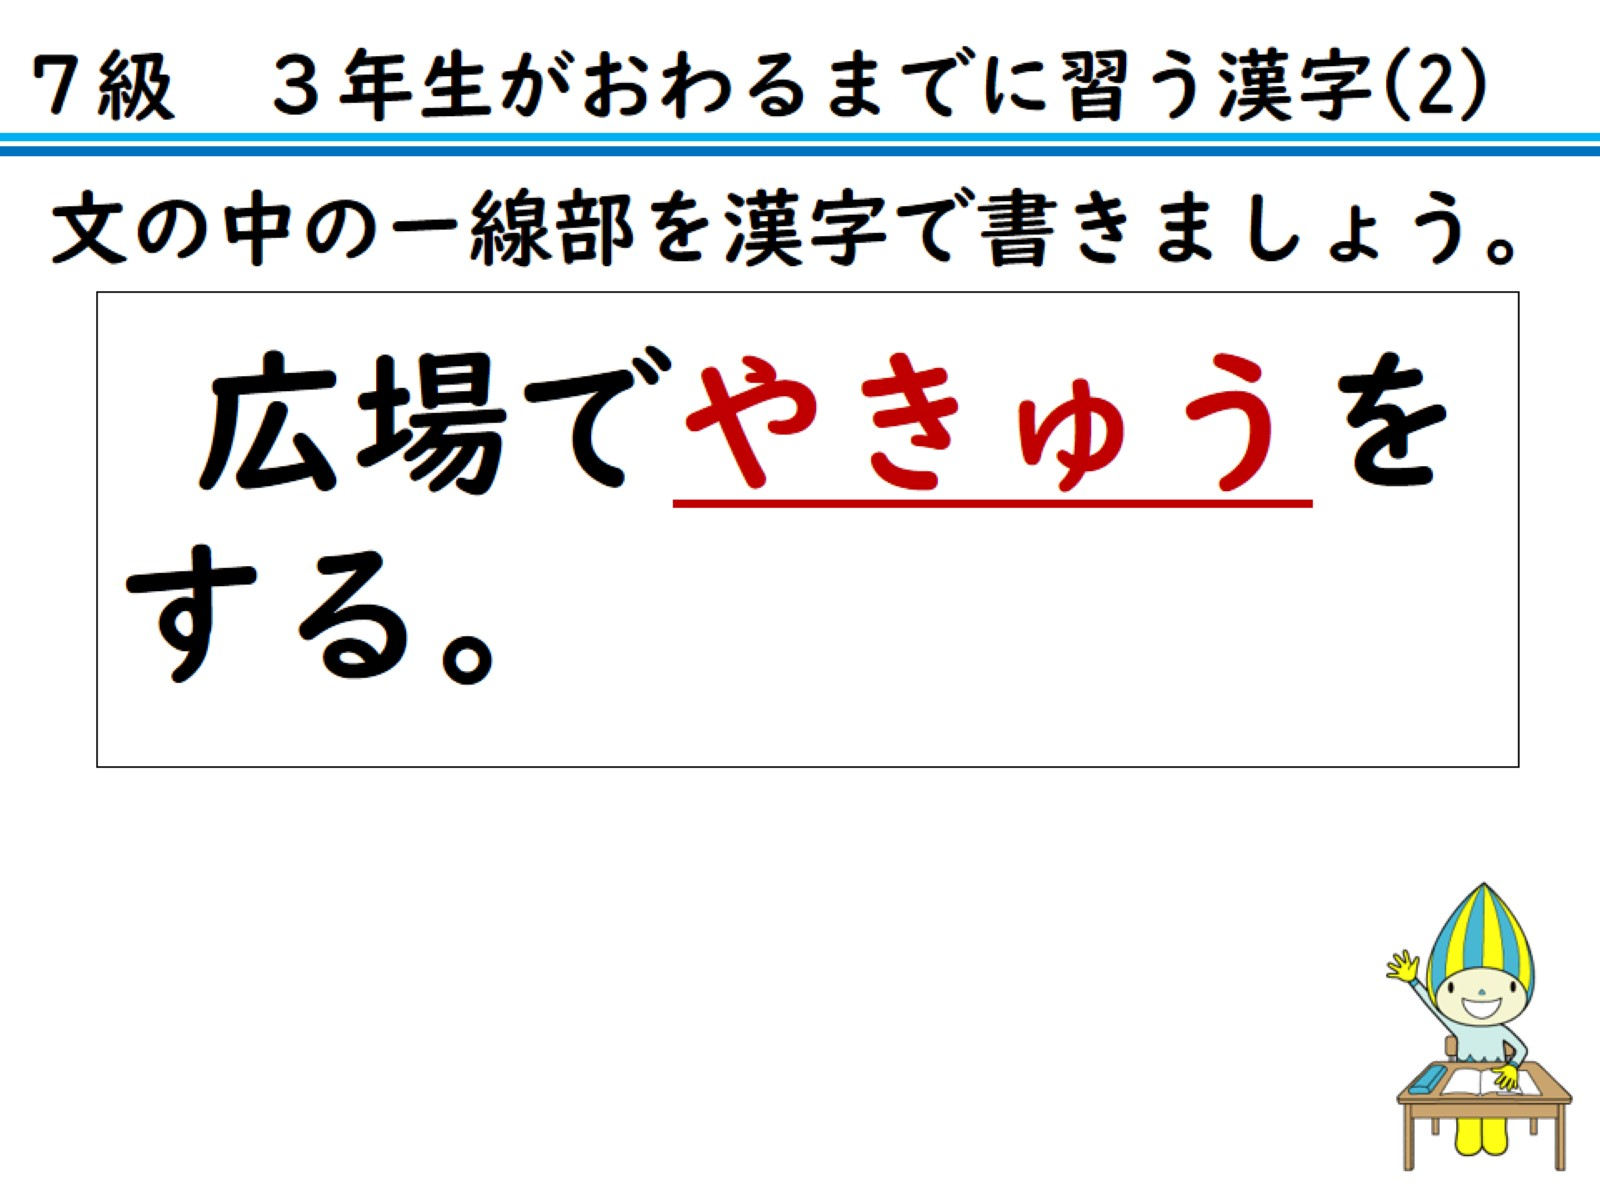 ７級　３年生がおわるまでに習う漢字(2)
文の中の一線部を漢字で書きましょう。
広場でやきゅうを
する。